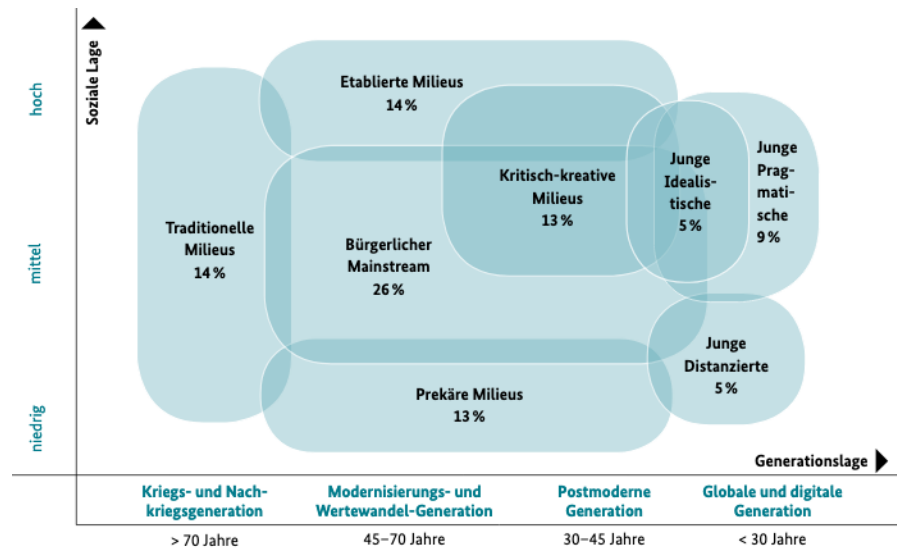 Soziale Lage
hoch
mittel
niedrig
Etablierte Milieus
14 %
Kritisch-kreative
Milieus
13 %
Junge
Idealis-
tische
5 %
Junge
Prag-
mati-
sche
9 %
Traditionelle
Milieus
14 %
Bürgerlicher
Mainstream
26 %
Junge
Distanzierte
5 %
Prekäre Milieus
13 %
Generationslage
Kriegs- und Nach-
kriegsgeneration
> 70 Jahre
Modernisierungs- und
Wertewandel-Generation
45–70 Jahre
Postmoderne
Generation
30–45 Jahre
Globale und digitale
Generation
< 30 Jahre